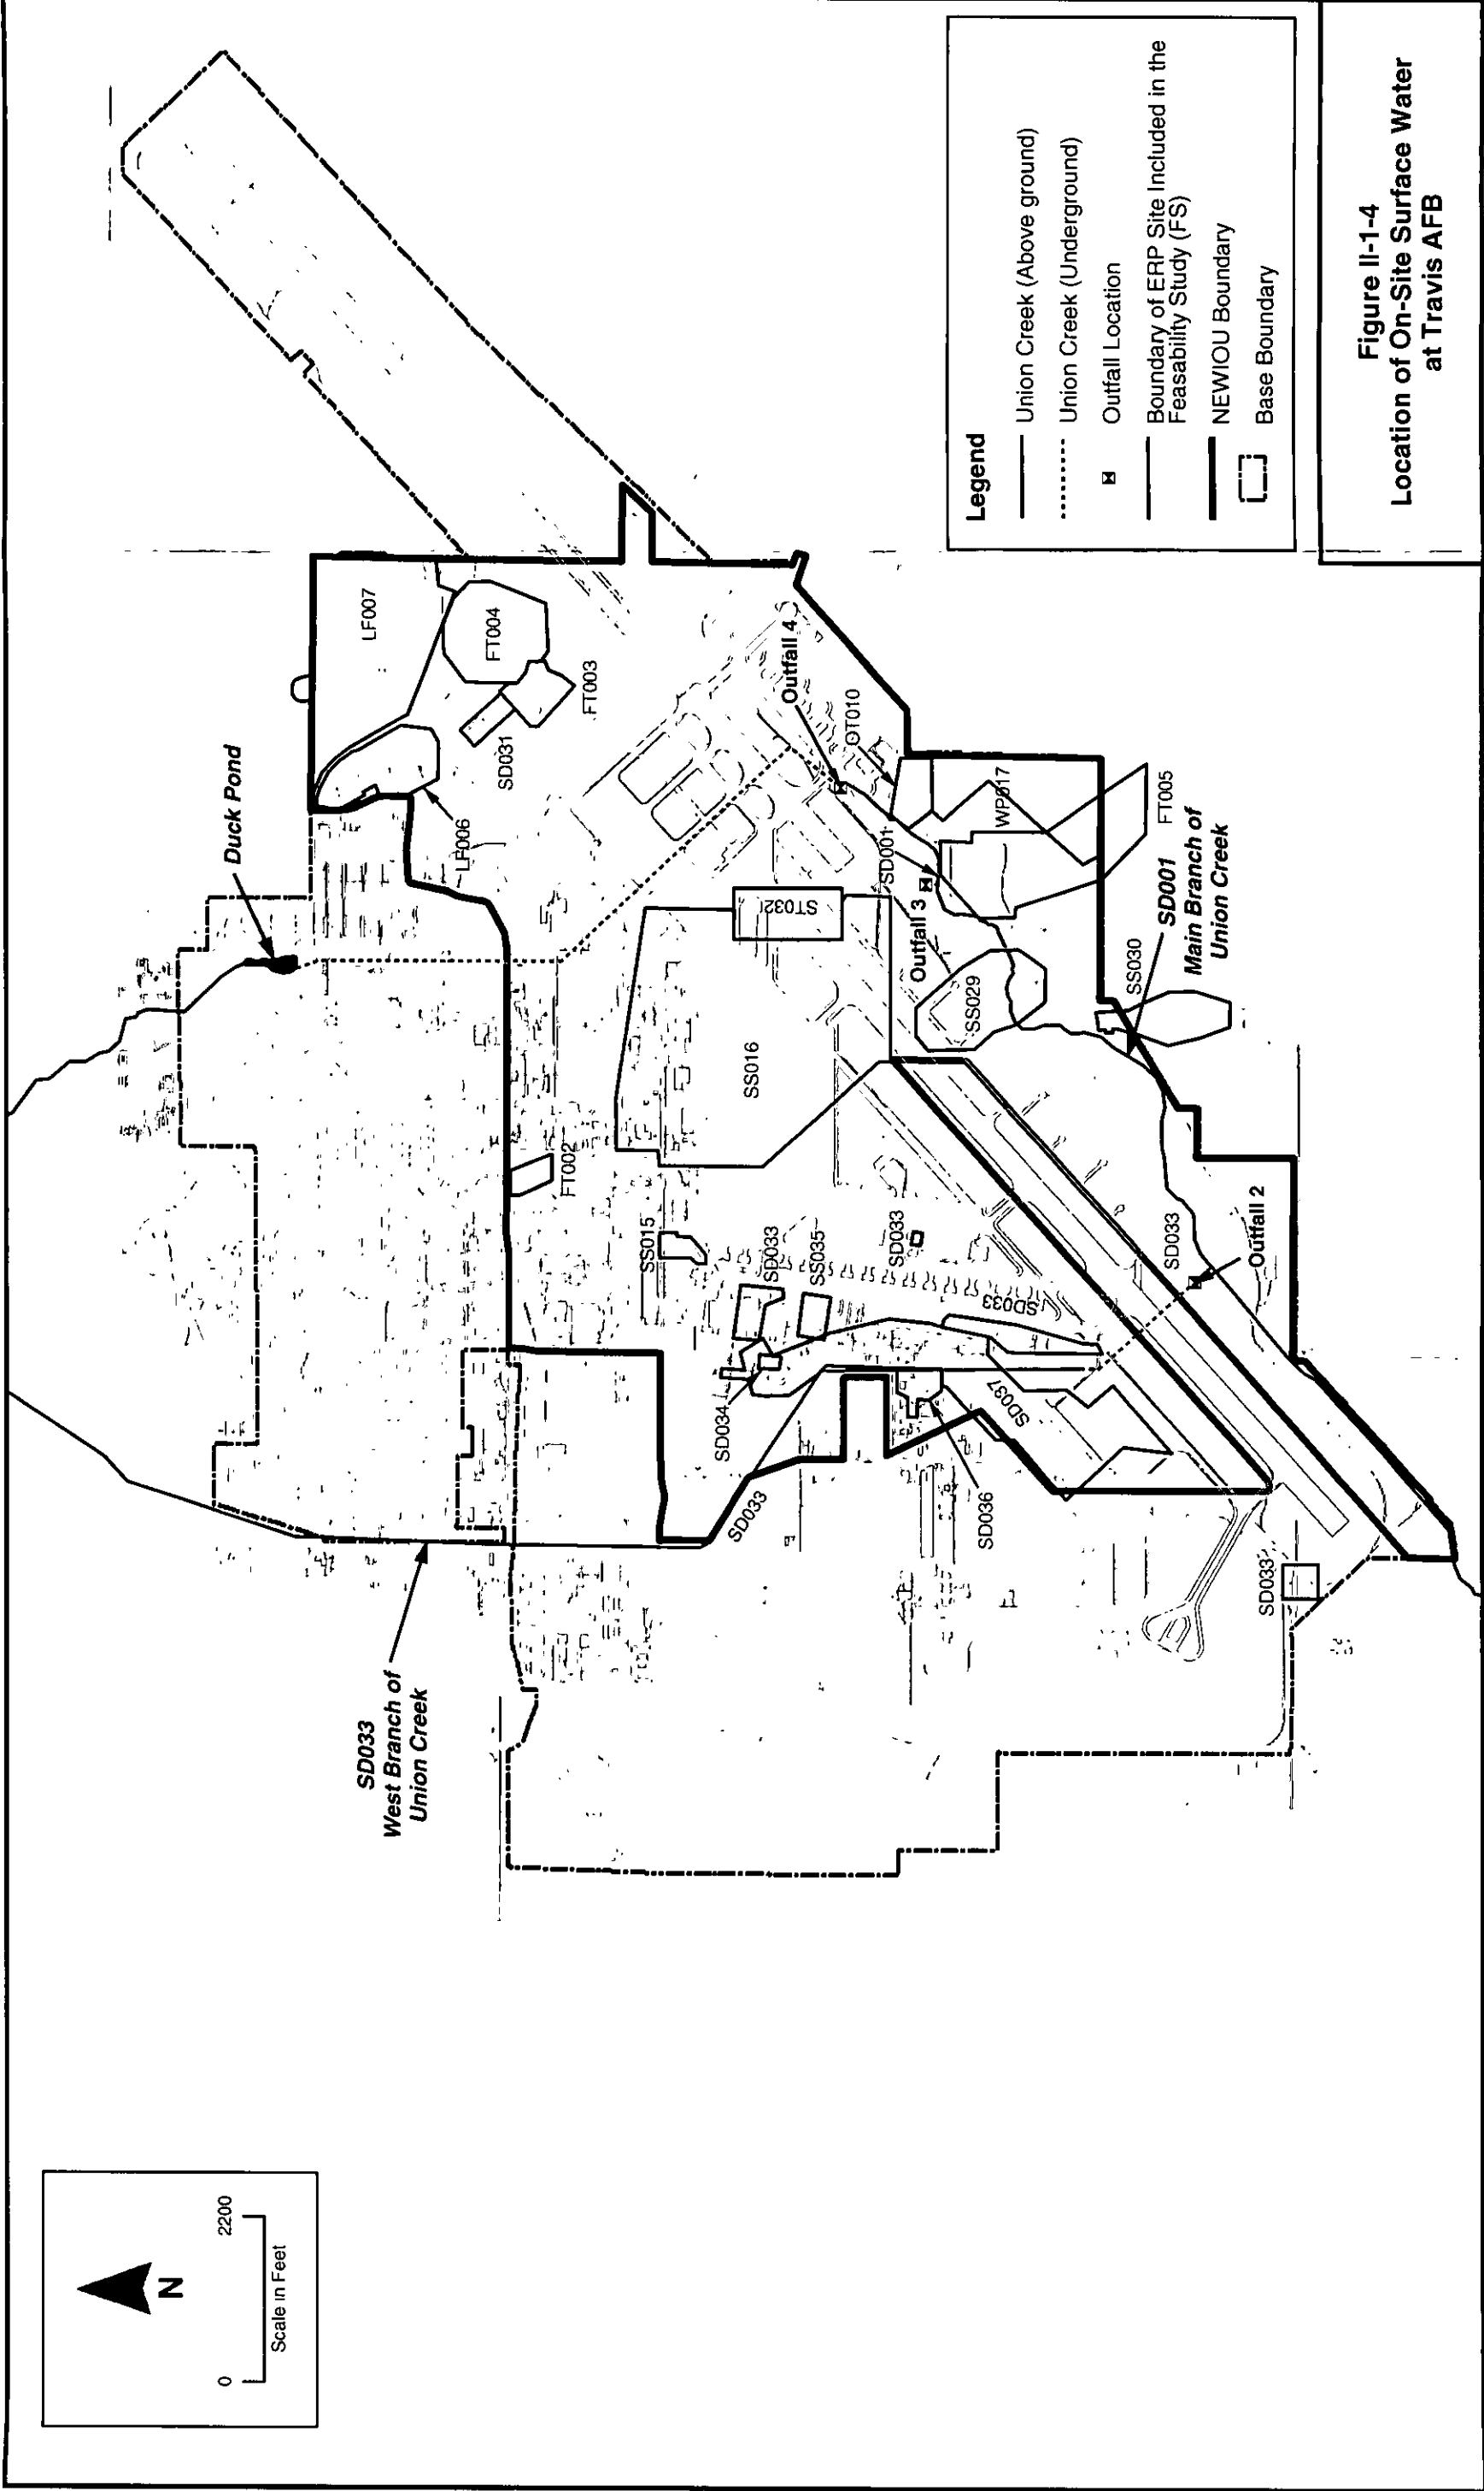 N
0
2200
Scale in Feet
SD033
West Branch of
Union Creek
Duck Pond
LF007
FT004
FT003
SD031
LF006
FT002
SS015
SD033
SS035
SD033
SD033
SD034
SD033
SD036
SD037
SS016
ST032
Outfall 4
OT010
SD001
WP017
FT005
Outfall 3
SS029
SS030
SD001
Main Branch of
Union Creek
SD033
Outfall 2
SD033
Legend
Union Creek (Above ground)
Union Creek (Underground)
Outfall Location
Boundary of ERP Site Included in the
Feasability Study (FS)
NEWIOU Boundary
Base Boundary
Figure II-1-4
Location of On-Site Surface Water
at Travis AFB